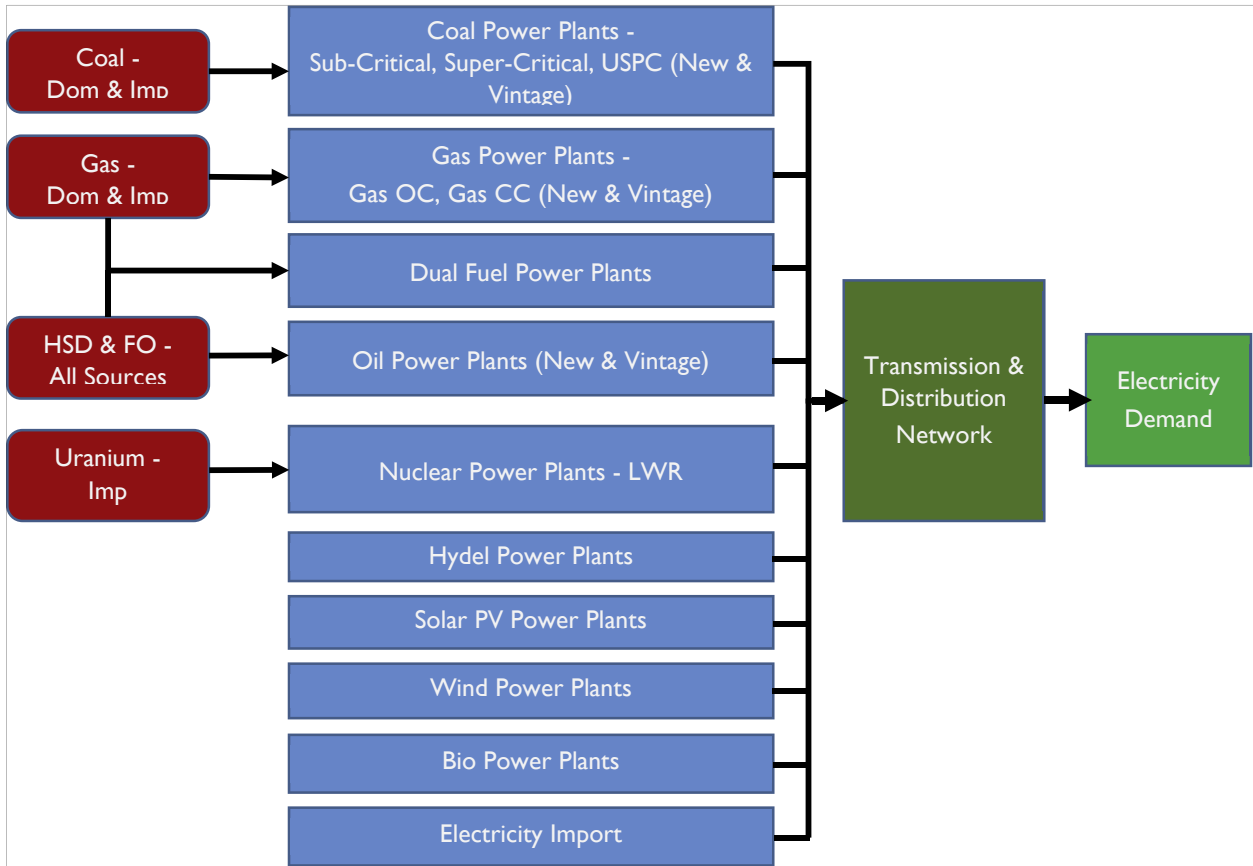 Coal -
Dom & Imp
Coal Power Plants -
Sub-Critical, Super-Critical, USPC (New &
Vintage)
Gas -
Dom & Imp
Gas Power Plants -
Gas OC, Gas CC (New & Vintage)
Dual Fuel Power Plants
HSD & FO -
All Sources
Oil Power Plants (New & Vintage)
Uranium -
Imp
Nuclear Power Plants - LWR
Hydel Power Plants
Solar PV Power Plants
Wind Power Plants
Bio Power Plants
Electricity Import
Transmission &
Distribution
Network
Electricity
Demand